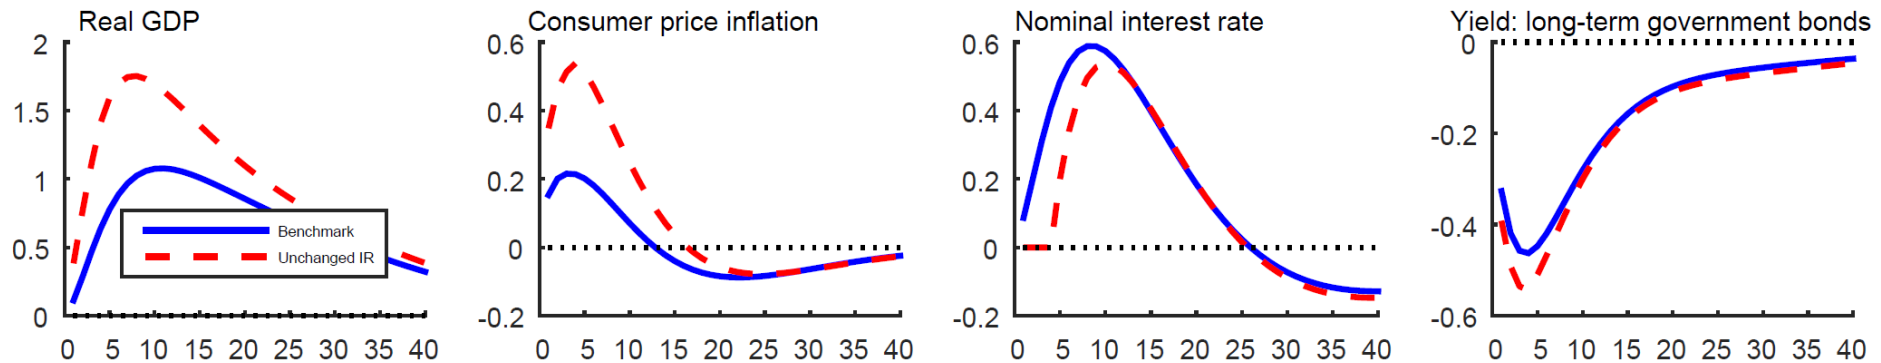 Real GDP
2
1.5
1
0.5
0
0 5 10 15 20 25 30 35 40
Benchmark
Unchanged IR
Consumer price inflation
0.6
0.4
0.2
0
-0.2
0 5 10 15 20 25 30 35 40
Nominal interest rate
0.6
0.4
0.2
0
-0.2
0 5 10 15 20 25 30 35 40
Yield: long-term government bonds
0
-0.2
-0.4
-0.6
0 5 10 15 20 25 30 35 40